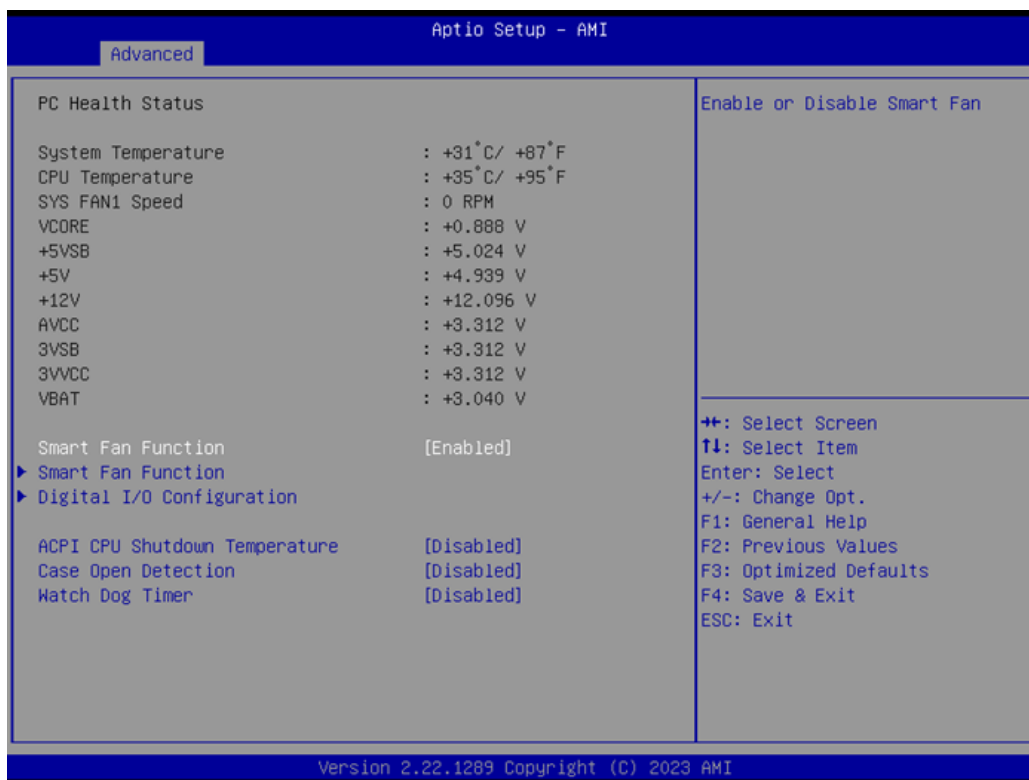 Aptio Setup - AMI
Advanced
PC Health Status
System Temperature : +31°C/ +87°F
CPU Temperature : +35°C/ +95°F
SYS FAN1 Speed : 0 RPM
VCORE : +0.888 V
+5VSB : +5.024 V
+5V : +4.939 V
+12V : +12.096 V
AVCC : +3.312 V
3VSB : +3.312 V
3VVCC : +3.312 V
VBAT : +3.040 V
Smart Fan Function [Enabled]
Smart Fan Function
Digital I/O Configuration
ACPI CPU Shutdown Temperature [Disabled]
Case Open Detection [Disabled]
Watch Dog Timer [Disabled]
Enable or Disable Smart Fan
→←: Select Screen
↑↓: Select Item
Enter: Select
+/-: Change Opt.
F1: General Help
F2: Previous Values
F3: Optimized Defaults
F4: Save & Exit
ESC: Exit
Version 2.22.1289 Copyright (C) 2023 AMI